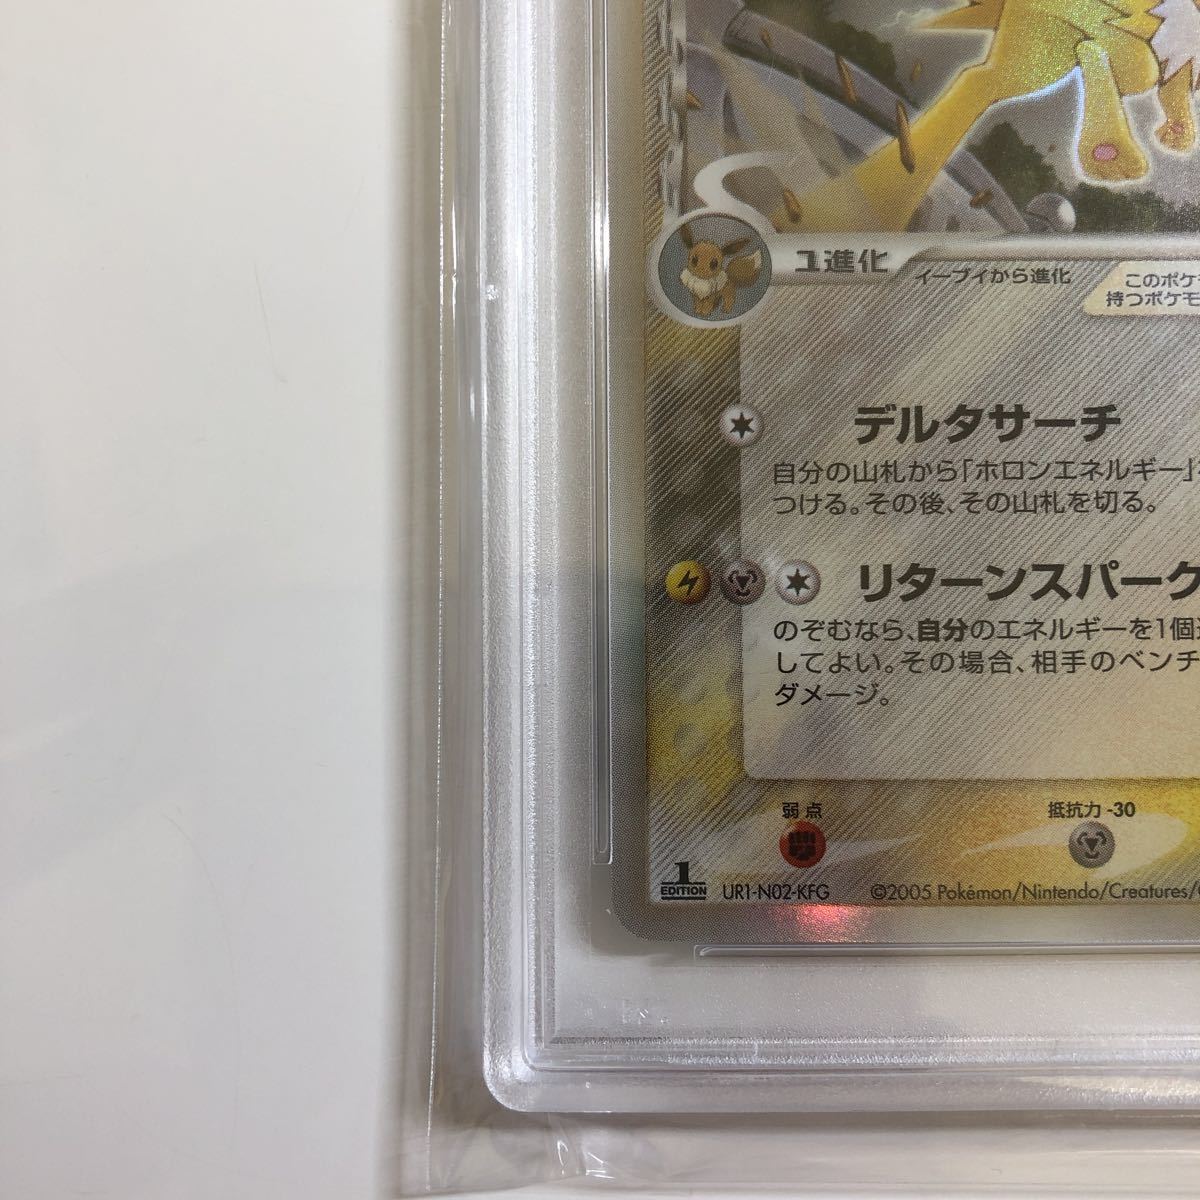 1進化
イーブイから進化
このポケモ
持つポケモ
デルタサーチ
自分の山札から「ホロンエネルギー」
つける。その後、その山札を切る。
リターンスパーク
のぞむなら、自分のエネルギーを1個
してよい。その場合、相手のベンチ
ダメージ。
弱点
抵抗力 -30
1
EDITION
UR1-N02-KFG
©2005 Pokémon/Nintendo/Creatures/